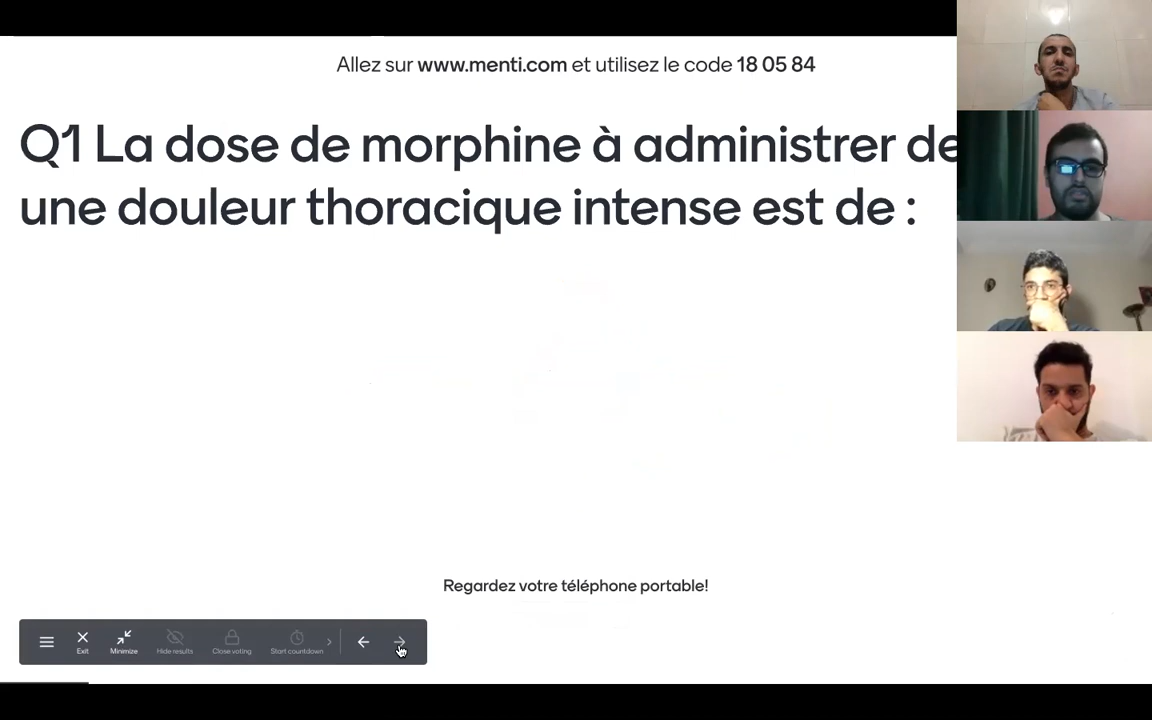 Allez sur www.menti.com et utilisez le code 18 05 84
Q1 La dose de morphine à administrer de
une douleur thoracique intense est de :
Regardez votre téléphone portable!
Exit
Minimize
Hide results
Close voting
Start countdown